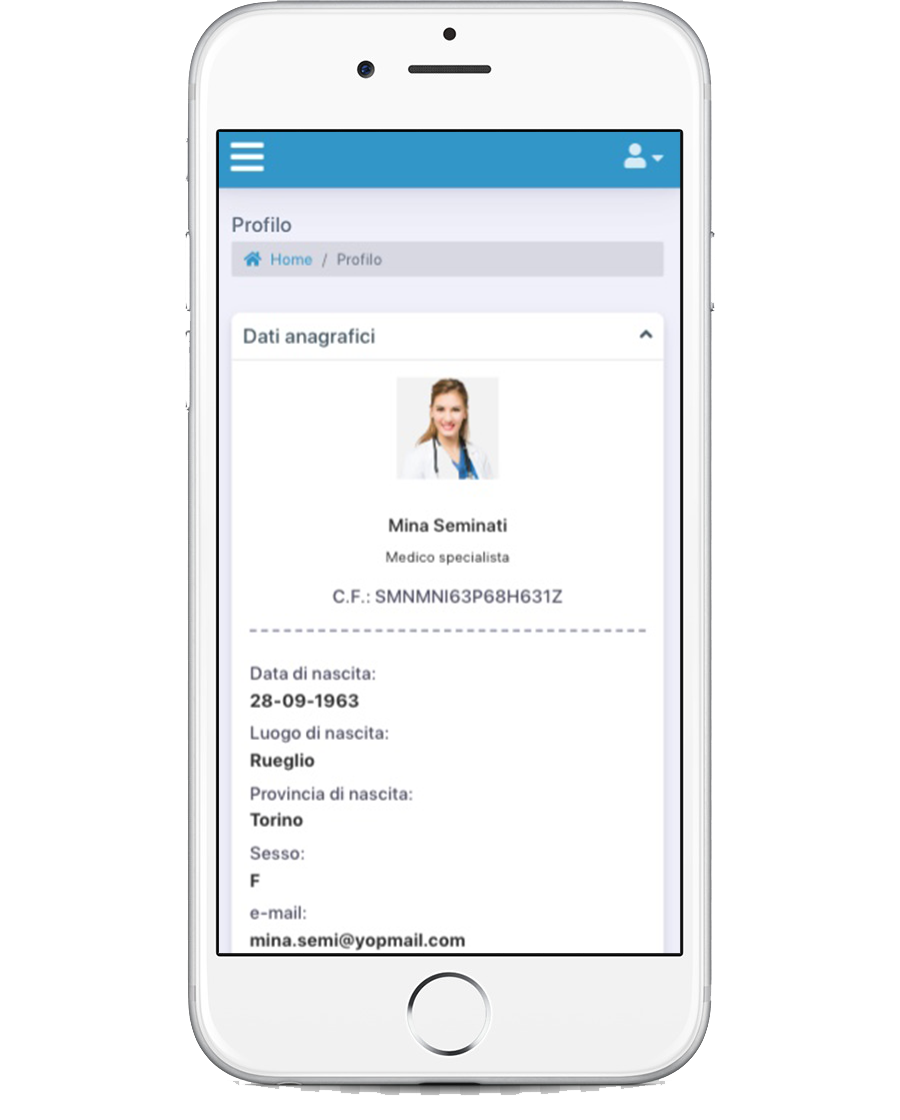 Profilo
Home / Profilo
Dati anagrafici
Mina Seminati
Medico specialista
C.F.: SMNMNI63P68H631Z
Data di nascita:
28-09-1963
Luogo di nascita:
Rueglio
Provincia di nascita:
Torino
Sesso:
F
e-mail:
mina.semi@yopmail.com